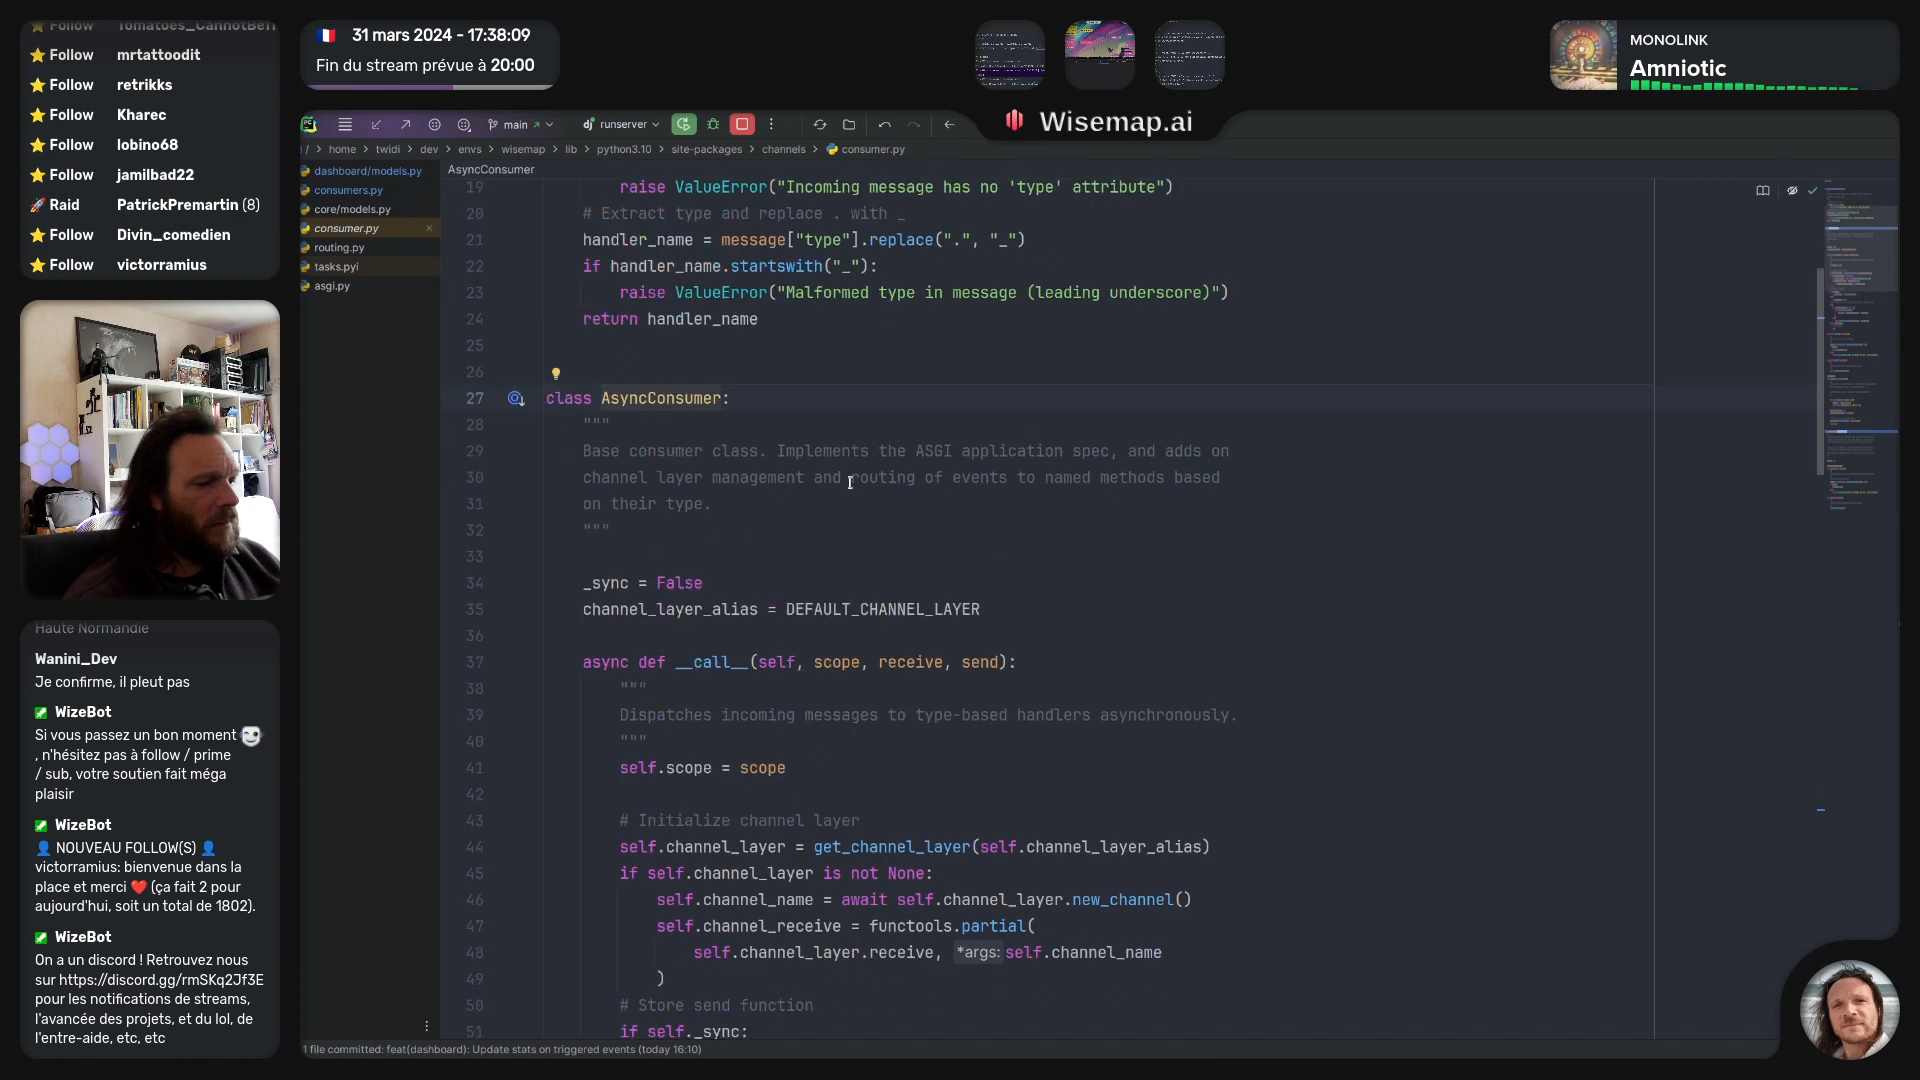 ⭐ Follow Tomatoes_CannotBeH
⭐ Follow mrtattoodit
⭐ Follow retrikks
⭐ Follow Kharec
⭐ Follow lobino68
⭐ Follow jamilbad22
🚀 Raid PatrickPremartin (8)
⭐ Follow Divin_comedien
⭐ Follow victorramius
31 mars 2024 - 17:38:09
Fin du stream prévue à 20:00
MONOLINK
Amniotic
Wisemap.ai
main
dj runserver
/ home twidi dev envs wisemap lib python3.10 site-packages channels consumer.py
dashboard/models.py
consumers.py
core/models.py
consumer.py
routing.py
tasks.pyi
asgi.py
AsyncConsumer
19 raise ValueError("Incoming message has no 'type' attribute")
20 # Extract type and replace . with _
21 handler_name = message["type"].replace(".", "_")
22 if handler_name.startswith("_"):
23 raise ValueError("Malformed type in message (leading underscore)")
24 return handler_name
25
26
27 class AsyncConsumer:
28 """
29 Base consumer class. Implements the ASGI application spec, and adds on
30 channel layer management and routing of events to named methods based
31 on their type.
32 """
33
34 _sync = False
35 channel_layer_alias = DEFAULT_CHANNEL_LAYER
36
37 async def __call__(self, scope, receive, send):
38 """
39 Dispatches incoming messages to type-based handlers asynchronously.
40 """
41 self.scope = scope
42
43 # Initialize channel layer
44 self.channel_layer = get_channel_layer(self.channel_layer_alias)
45 if self.channel_layer is not None:
46 self.channel_name = await self.channel_layer.new_channel()
47 self.channel_receive = functools.partial(
48 self.channel_layer.receive, *args: self.channel_name
49 )
50 # Store send function
51 if self._sync:
1 file committed: feat(dashboard): Update stats on triggered events (today 16:10)
Haute Normandie
Wanini_Dev
Je confirme, il pleut pas
WizeBot
Si vous passez un bon moment
, n'hésitez pas à follow / prime
/ sub, votre soutien fait méga
plaisir
WizeBot
👤 NOUVEAU FOLLOW(S) 👤
victorramius: bienvenue dans la
place et merci ❤️ (ça fait 2 pour
aujourd'hui, soit un total de 1802).
WizeBot
On a un discord ! Retrouvez nous
sur https://discord.gg/rmSKq2Jf3E
pour les notifications de streams,
l'avancée des projets, et du lol, de
l'entre-aide, etc, etc